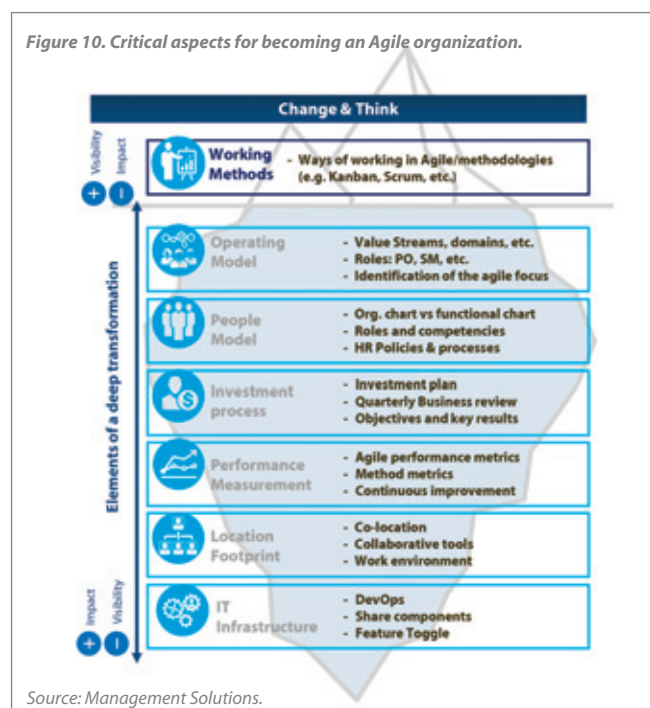 Figure 10. Critical aspects for becoming an Agile organization.
Change & Think
Visibility
Impact
+
−
Working
Methods
- Ways of working in Agile/methodologies
(e.g. Kanban, Scrum, etc.)
Elements of a deep transformation
Operating
Model
- Value Streams, domains, etc.
- Roles: PO, SM, etc.
- Identification of the agile focus
People
Model
- Org. chart vs functional chart
- Roles and competencies
- HR Policies & processes
Investment
process
- Investment plan
- Quarterly Business review
- Objectives and key results
Performance
Measurement
- Agile performance metrics
- Method metrics
- Continuous improvement
Location
Footprint
- Co-location
- Collaborative tools
- Work environment
IT
Infrastructure
- DevOps
- Share components
- Feature Toggle
Impact
Visibility
+
−
Source: Management Solutions.